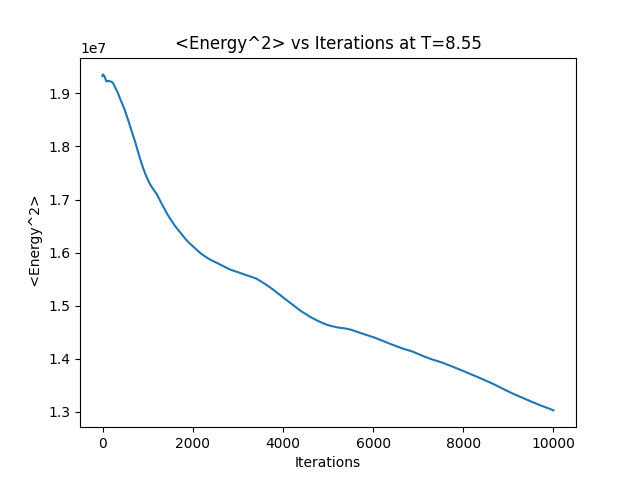 <Energy^2> vs Iterations at T=8.55
1e7
1.9
1.8
1.7
1.6
1.5
1.4
1.3
<Energy^2>
0 2000 4000 6000 8000 10000
Iterations